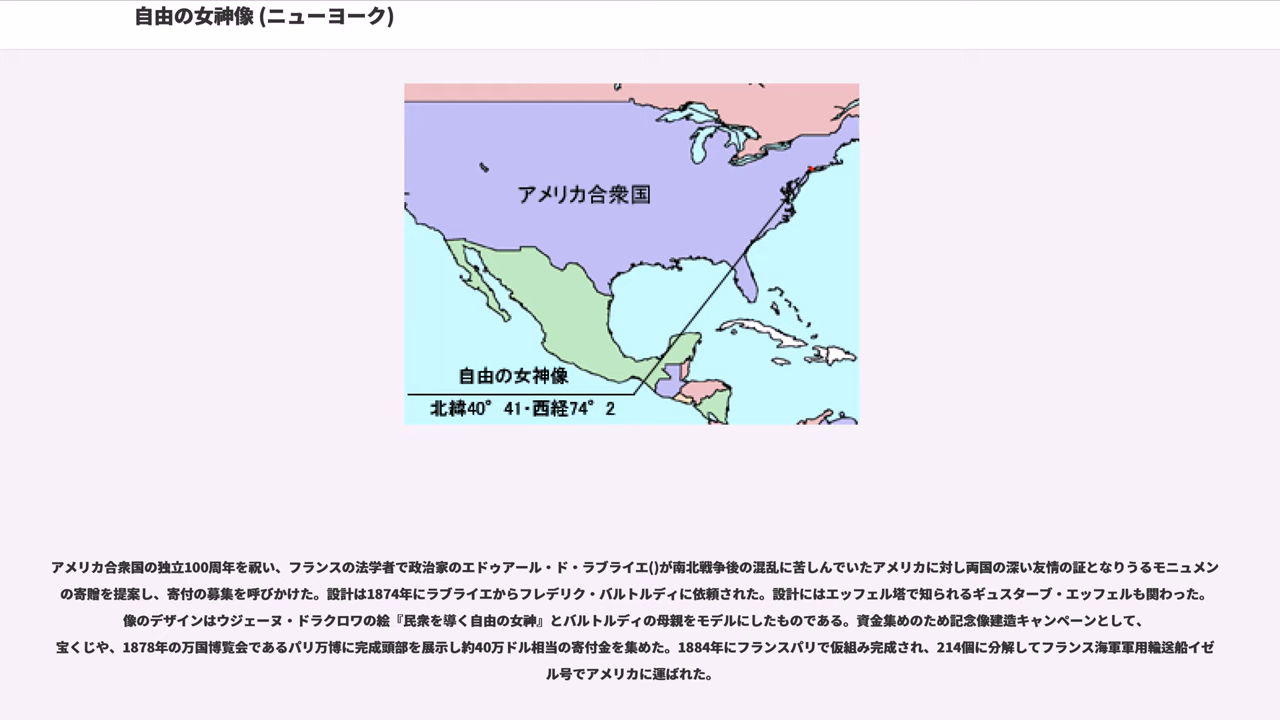 自由の女神像 (ニューヨーク)
アメリカ合衆国
自由の女神像
北緯40°41・西経74°2
アメリカ合衆国の独立100周年を祝い、フランスの法学者で政治家のエドゥアール・ド・ラブライエ()が南北戦争後の混乱に苦しんでいたアメリカに対し両国の深い友情の証となりうるモニュメン
の寄贈を提案し、寄付の募集を呼びかけた。設計は1874年にラブライエからフレデリク・バルトルディに依頼された。設計にはエッフェル塔で知られるギュスターブ・エッフェルも関わった。
像のデザインはウジェーヌ・ドラクロワの絵『民衆を導く自由の女神』とバルトルディの母親をモデルにしたものである。資金集めのため記念像建造キャンペーンとして、
宝くじや、1878年の万国博覧会であるパリ万博に完成頭部を展示し約40万ドル相当の寄付金を集めた。1884年にフランスパリで仮組み完成され、214個に分解してフランス海軍軍用輸送船イゼ
ル号でアメリカに運ばれた。